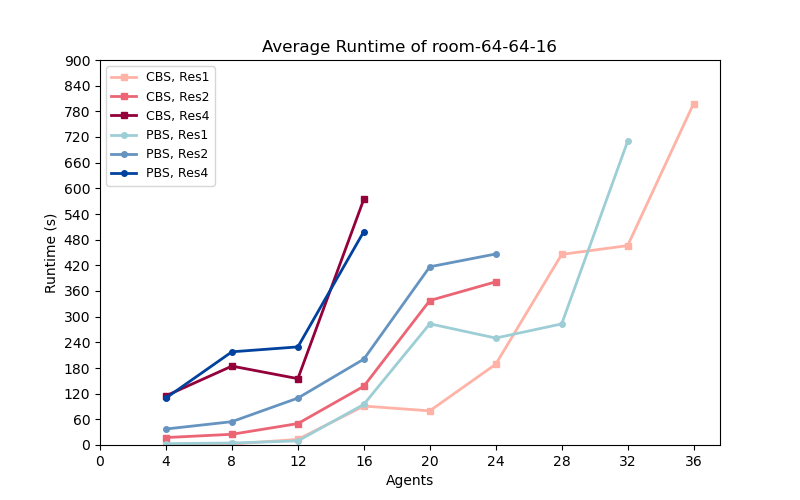 Average Runtime of room-64-64-16
900
840
780
720
660
600
540
480
420
360
300
240
180
120
60
0
Runtime (s)
CBS, Res1
CBS, Res2
CBS, Res4
PBS, Res1
PBS, Res2
PBS, Res4
0 4 8 12 16 20 24 28 32 36
Agents